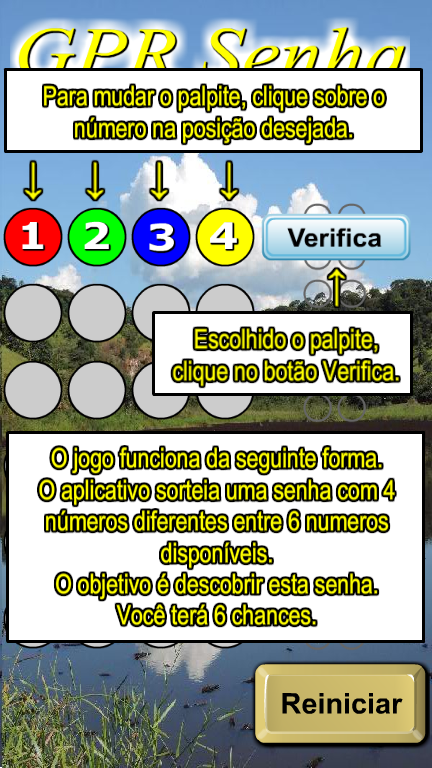 GPR Senha
Para mudar o palpite, clique sobre o
número na posição desejada.
1 2 3 4 Verifica
Escolhido o palpite,
clique no botão Verifica.
O jogo funciona da seguinte forma.
O aplicativo sorteia uma senha com 4
números diferentes entre 6 numeros
disponíveis.
O objetivo é descobrir esta senha.
Você terá 6 chances.
Reiniciar